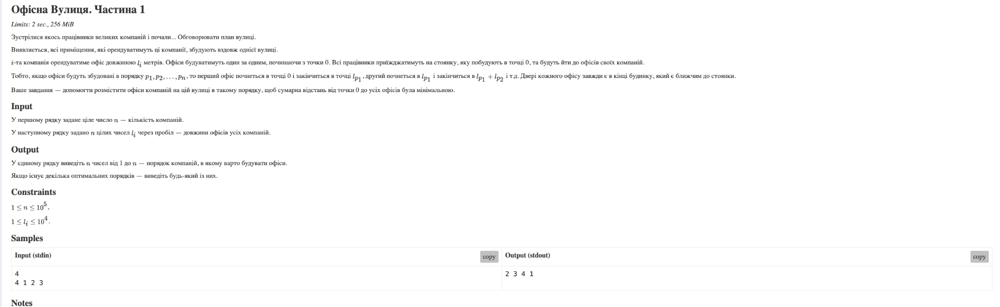 Офісна Вулиця. Частина 1
Limits: 2 sec., 256 MiB
Зустрілися якось працівники великих компаній і почали... Обговорювати план вулиці.
Виявляється, всі приміщення, які орендуватимуть ці компанії, збудують вздовж однієї вулиці.
i-та компанія орендуватиме офіс довжиною l_i метрів. Офіси будуватимуть один за одним, починаючи з точки 0. Всі працівники приїжджатимуть на стоянку, яку побудують в точці 0, та будуть йти до офісів своїх компаній.
Тобто, якщо офіси будуть збудовані в порядку p_1, p_2, ..., p_n, то перший офіс почнеться в точці 0 і закінчиться в точці l_{p_1}, другий почнеться в l_{p_1} і закінчиться в l_{p_1} + l_{p_2} і т.д. Двері кожного офісу завжди є в кінці будинку, який є ближчим до стоянки.
Ваше завдання — допомогти розмістити офіси компаній на цій вулиці в такому порядку, щоб сумарна відстань від точки 0 до усіх офісів була мінімальною.
Input
У першому рядку задане ціле число n — кількість компаній.
У наступному рядку задано n цілих чисел l_i через пробіл — довжини офісів усіх компаній.
Output
У єдиному рядку виведіть n чисел від 1 до n — порядок компаній, в якому варто будувати офіси.
Якщо існує декілька оптимальних порядків — виведіть будь-який із них.
Constraints
1 ≤ n ≤ 10^5,
1 ≤ l_i ≤ 10^4.
Samples
Input (stdin) copy Output (stdout) copy
4 2 3 4 1
4 1 2 3
Notes